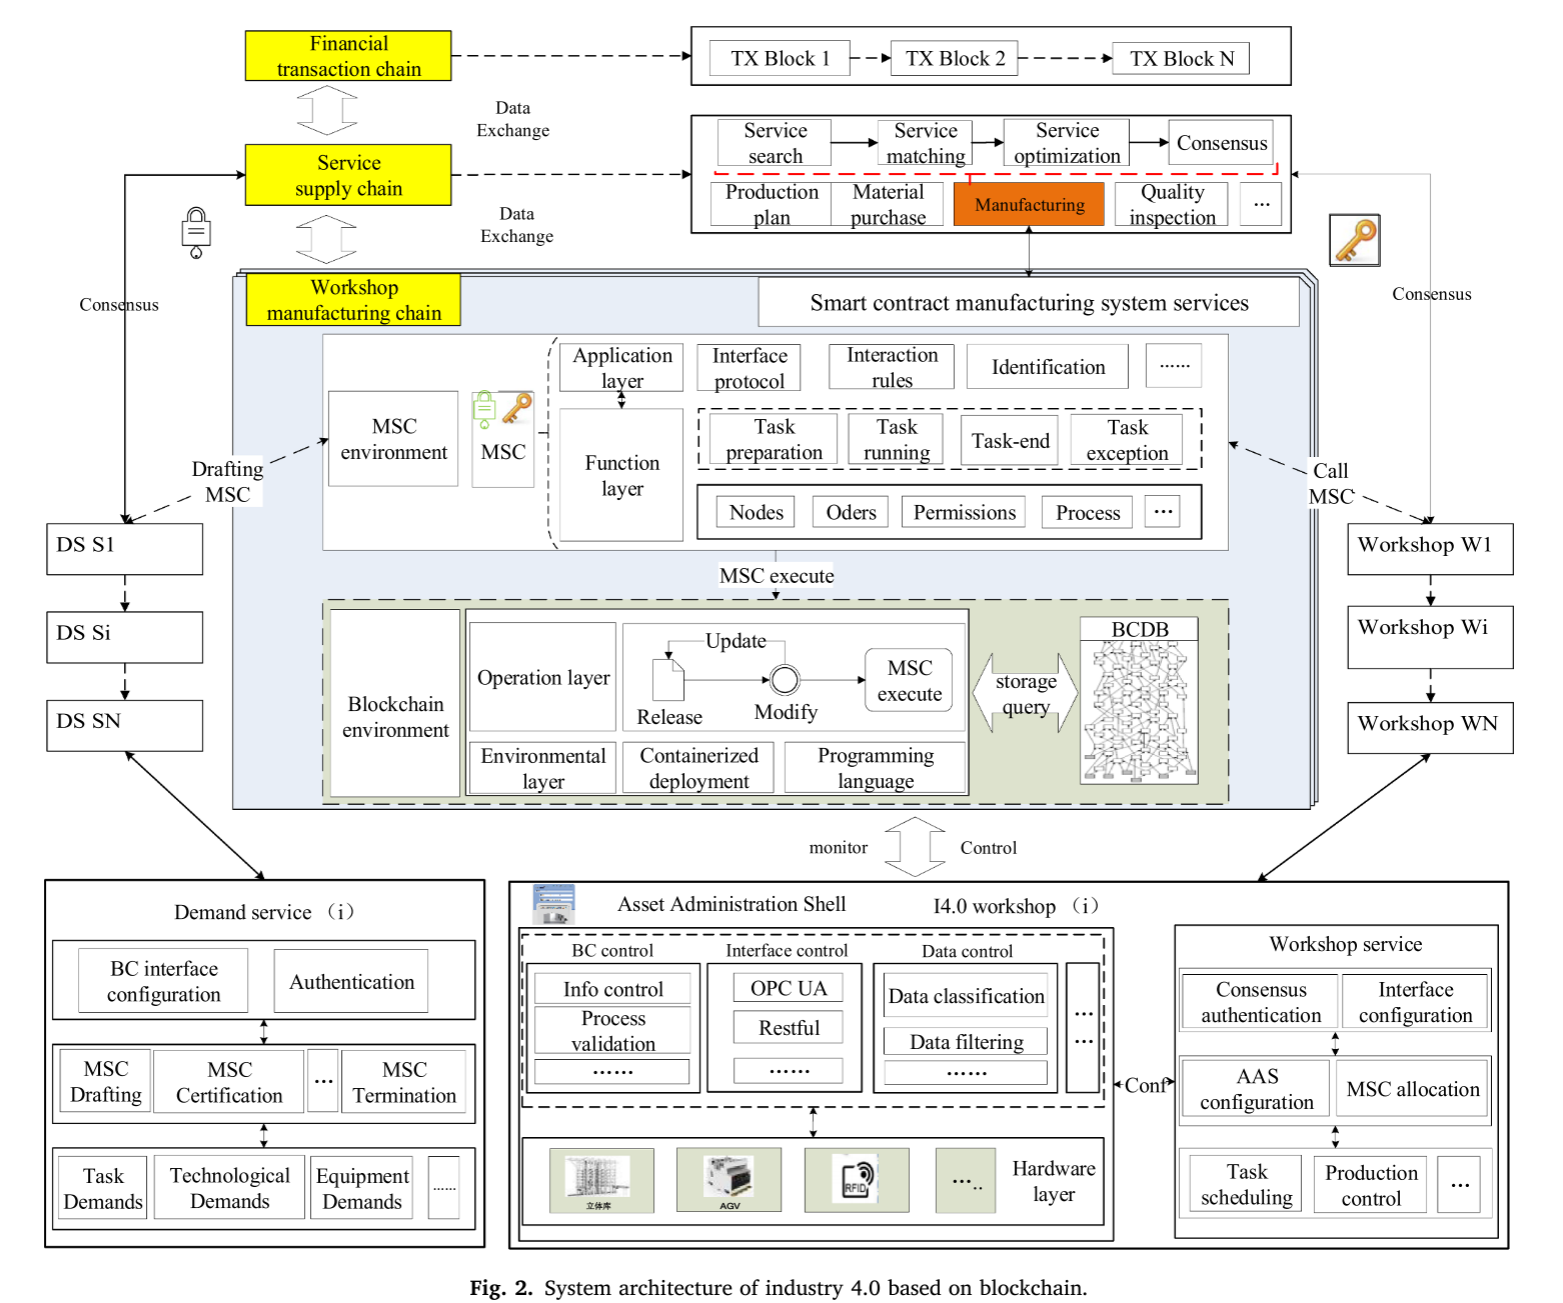 Financial
transaction chain
TX Block 1
TX Block 2
TX Block N
Data
Exchange
Service
supply chain
Service
search
Service
matching
Service
optimization
Consensus
Production
plan
Material
purchase
Manufacturing
Quality
inspection
...
Data
Exchange
Consensus
Consensus
Workshop
manufacturing chain
Smart contract manufacturing system services
MSC
environment
MSC
Application
layer
Interface
protocol
Interaction
rules
Identification
......
Function
layer
Task
preparation
Task
running
Task-end
Task
exception
Nodes
Oders
Permissions
Process
...
Drafting
MSC
Call
MSC
DS S1
DS Si
DS SN
Workshop W1
Workshop Wi
Workshop WN
MSC execute
Blockchain
environment
Operation layer
Update
Release
Modify
MSC
execute
storage
query
BCDB
Environmental
layer
Containerized
deployment
Programming
language
monitor
Control
Demand service （i）
BC interface
configuration
Authentication
MSC
Drafting
MSC
Certification
...
MSC
Termination
Task
Demands
Technological
Demands
Equipment
Demands
......
Asset Administration Shell
I4.0 workshop （i）
BC control
Info control
Process
validation
......
Interface control
OPC UA
Restful
......
Data control
Data classification
Data filtering
......
...
...
Conf
立体库
AGV
RFID
.....
Hardware
layer
Workshop service
Consensus
authentication
Interface
configuration
AAS
configuration
MSC allocation
Task
scheduling
Production
control
...
Fig. 2. System architecture of industry 4.0 based on blockchain.